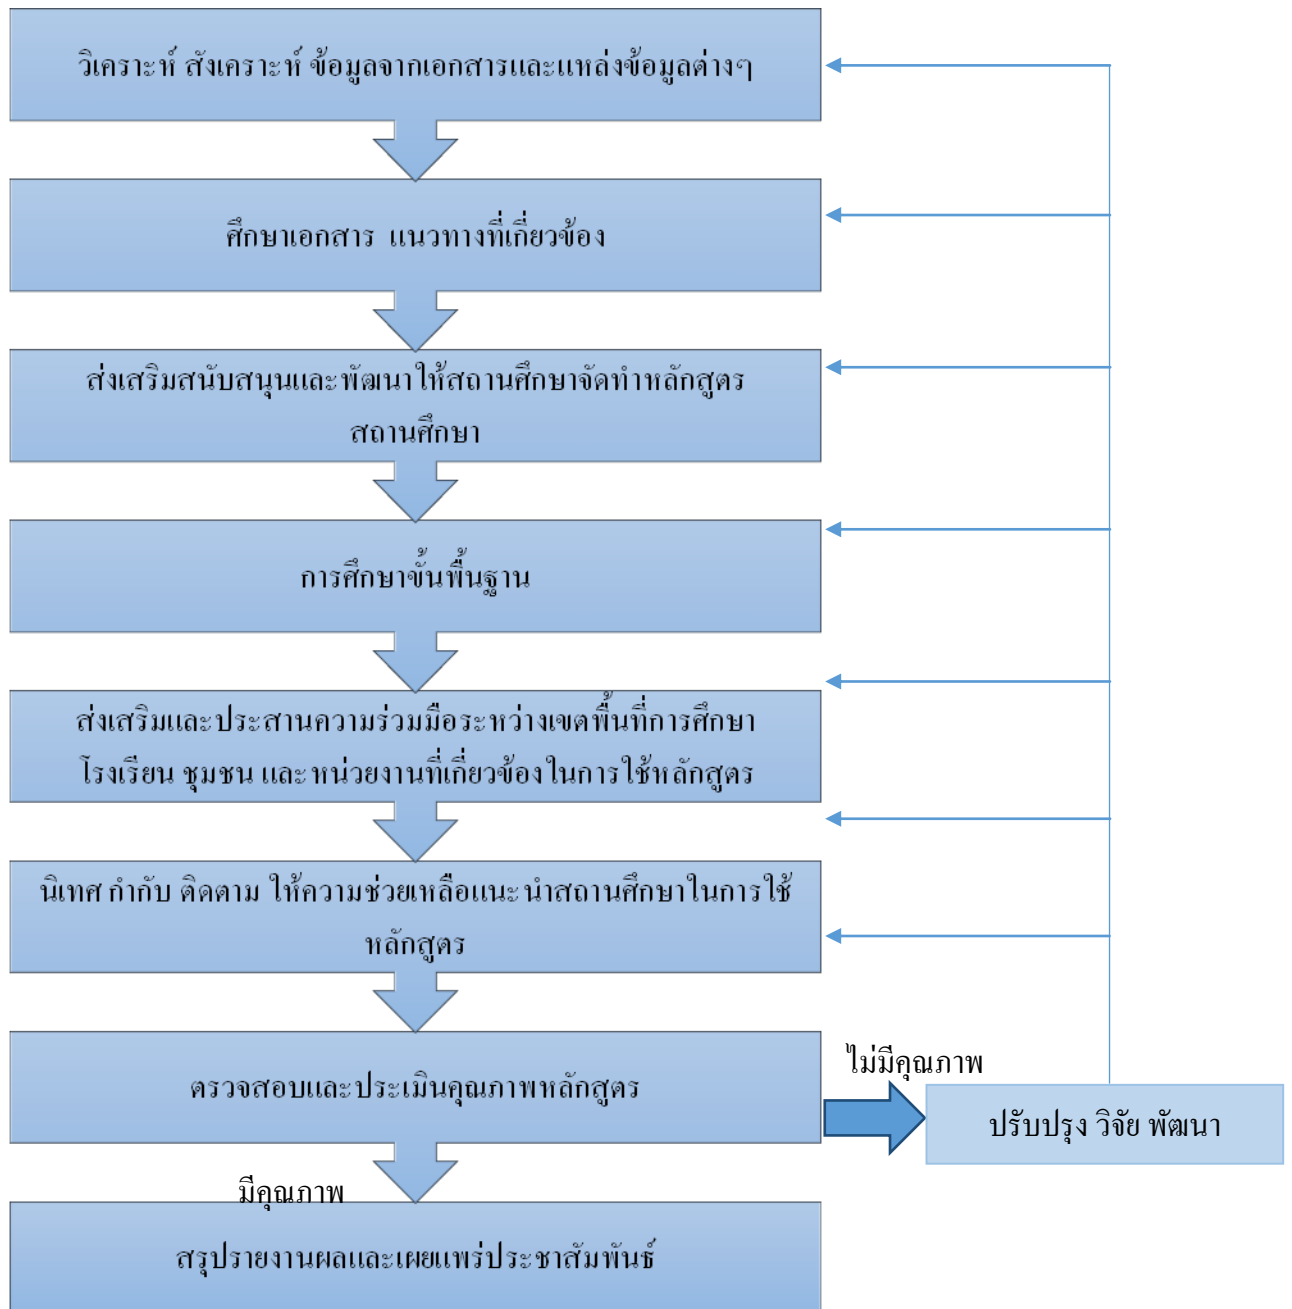 วิเคราะห์ สังเคราะห์ ข้อมูลจากเอกสารและแหล่งข้อมูลต่างๆ
ศึกษาเอกสาร แนวทางที่เกี่ยวข้อง
ส่งเสริมสนับสนุนและพัฒนาให้สถานศึกษาจัดทำหลักสูตร
สถานศึกษา
การศึกษาขั้นพื้นฐาน
ส่งเสริมและประสานความร่วมมือระหว่างเขตพื้นที่การศึกษา
โรงเรียน ชุมชน และหน่วยงานที่เกี่ยวข้องในการใช้หลักสูตร
นิเทศ กำกับ ติดตาม ให้ความช่วยเหลือแนะนำสถานศึกษาในการใช้
หลักสูตร
ไม่มีคุณภาพ
ตรวจสอบและประเมินคุณภาพหลักสูตร
ปรับปรุง วิจัย พัฒนา
มีคุณภาพ
สรุปรายงานผลและเผยแพร่ประชาสัมพันธ์